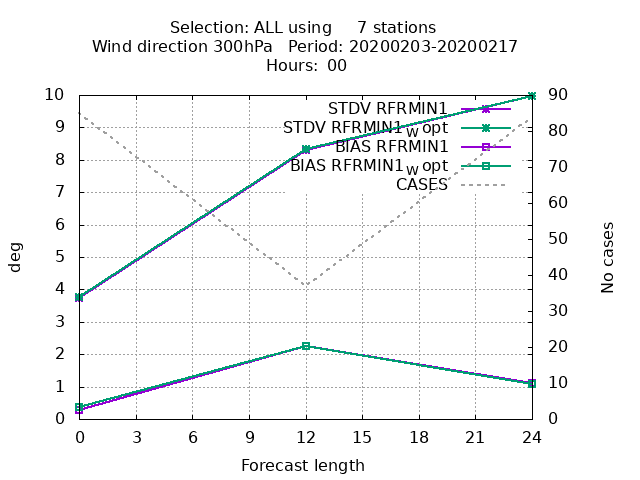 Selection: ALL using     7 stations
Wind direction 300hPa   Period: 20200203-20200217
Hours: 00
10
9
8
7
6
5
4
3
2
1
0
deg
90
80
70
60
50
40
30
20
10
0
No cases
STDV RFRMIN1
STDV RFRMIN1W opt
BIAS RFRMIN1
BIAS RFRMIN1W opt
CASES
0 3 6 9 12 15 18 21 24
Forecast length